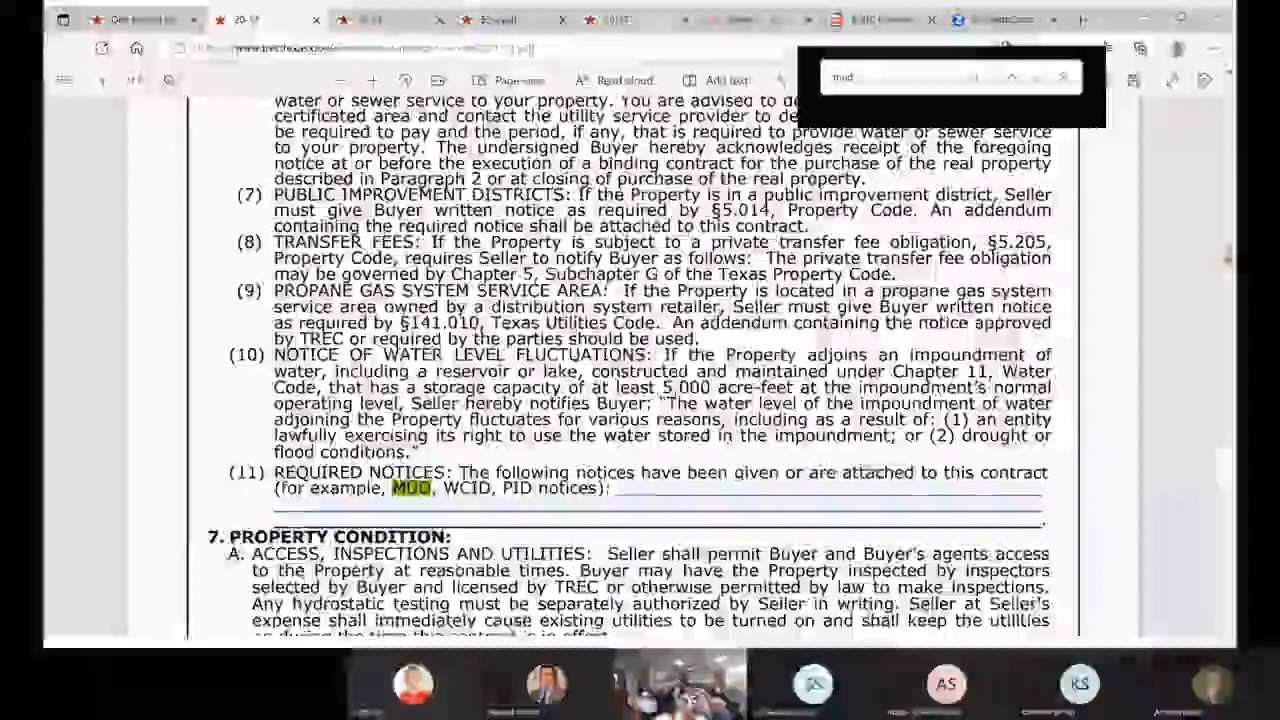 20-17
Page view
Read aloud
Add text
mud
water or sewer service to your property. You are advised to de
certificated area and contact the utility service provider to de
be required to pay and the period, if any, that is required to provide water or sewer service
to your property. The undersigned Buyer hereby acknowledges receipt of the foregoing
notice at or before the execution of a binding contract for the purchase of the real property
described in Paragraph 2 or at closing of purchase of the real property.
(7) PUBLIC IMPROVEMENT DISTRICTS: If the Property is in a public improvement district, Seller
must give Buyer written notice as required by §5.014, Property Code. An addendum
containing the required notice shall be attached to this contract.
(8) TRANSFER FEES: If the Property is subject to a private transfer fee obligation, §5.205,
Property Code, requires Seller to notify Buyer as follows: The private transfer fee obligation
may be governed by Chapter 5, Subchapter G of the Texas Property Code.
(9) PROPANE GAS SYSTEM SERVICE AREA: If the Property is located in a propane gas system
service area owned by a distribution system retailer, Seller must give Buyer written notice
as required by §141.010, Texas Utilities Code. An addendum containing the notice approved
by TREC or required by the parties should be used.
(10) NOTICE OF WATER LEVEL FLUCTUATIONS: If the Property adjoins an impoundment of
water, including a reservoir or lake, constructed and maintained under Chapter 11, Water
Code, that has a storage capacity of at least 5,000 acre-feet at the impoundment's normal
operating level, Seller hereby notifies Buyer: "The water level of the impoundment of water
adjoining the Property fluctuates for various reasons, including as a result of: (1) an entity
lawfully exercising its right to use the water stored in the impoundment; or (2) drought or
flood conditions."
(11) REQUIRED NOTICES: The following notices have been given or are attached to this contract
(for example, MUD, WCID, PID notices):
7. PROPERTY CONDITION:
A. ACCESS, INSPECTIONS AND UTILITIES: Seller shall permit Buyer and Buyer's agents access
to the Property at reasonable times. Buyer may have the Property inspected by inspectors
selected by Buyer and licensed by TREC or otherwise permitted by law to make inspections.
Any hydrostatic testing must be separately authorized by Seller in writing. Seller at Seller's
expense shall immediately cause existing utilities to be turned on and shall keep the utilities
on during the time this contract is in effect.
AS
KS